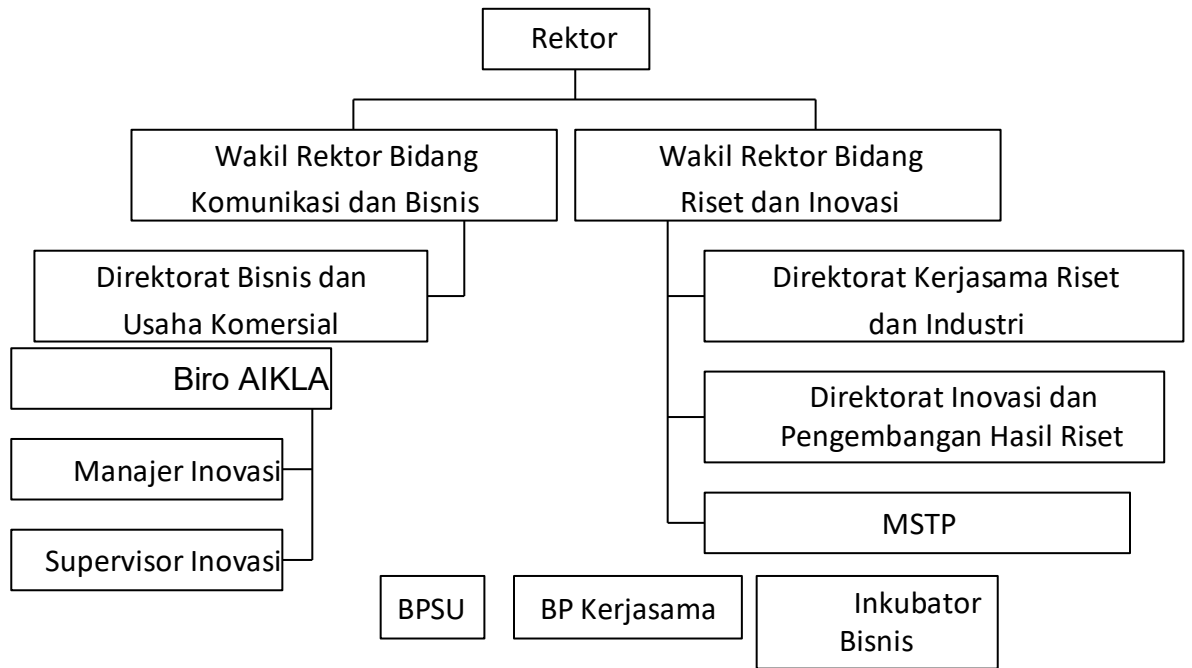 Rektor
Wakil Rektor Bidang
Komunikasi dan Bisnis
Wakil Rektor Bidang
Riset dan Inovasi
Direktorat Bisnis dan
Usaha Komersial
Direktorat Kerjasama Riset
dan Industri
Biro AIKLA
Direktorat Inovasi dan
Pengembangan Hasil Riset
Manajer Inovasi
MSTP
Supervisor Inovasi
BPSU
BP Kerjasama
Inkubator
Bisnis